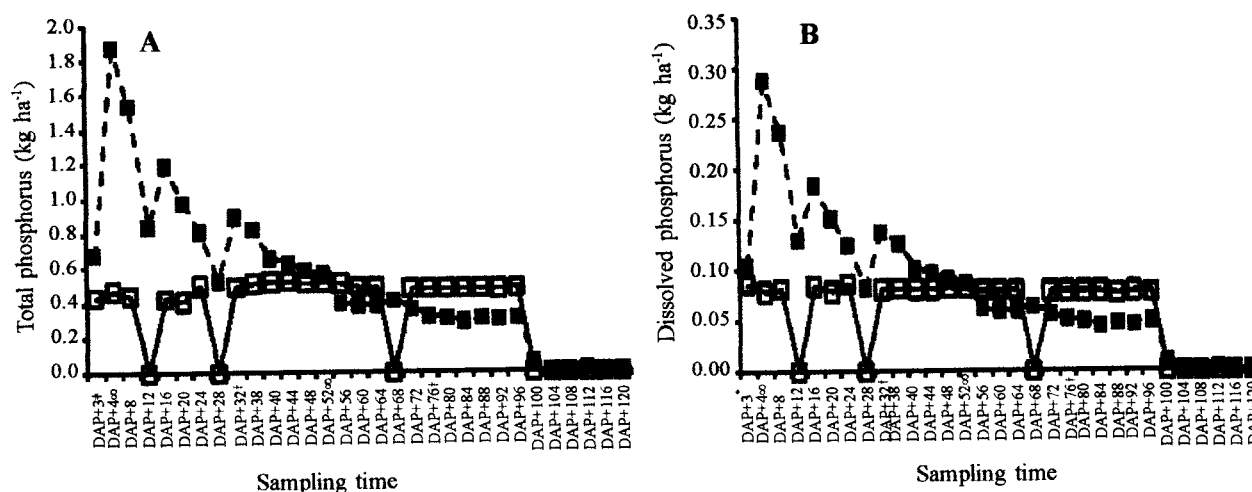 A
Total phosphorus (kg ha⁻¹)
2.0
1.8
1.6
1.4
1.2
1.0
0.8
0.6
0.4
0.2
0.0
DAP+3*
DAP+4∞
DAP+8
DAP+12
DAP+16
DAP+20
DAP+24
DAP+28
DAP+32†
DAP+38
DAP+40
DAP+44
DAP+48
DAP+52∞
DAP+56
DAP+60
DAP+64
DAP+68
DAP+72
DAP+76†
DAP+80
DAP+84
DAP+88
DAP+92
DAP+96
DAP+100
DAP+104
DAP+108
DAP+112
DAP+116
DAP+120
Sampling time
B
Dissolved phosphorus (kg ha⁻¹)
0.35
0.30
0.25
0.20
0.15
0.10
0.05
0.00
DAP+3*
DAP+4∞
DAP+8
DAP+12
DAP+16
DAP+20
DAP+24
DAP+28
DAP+32†
DAP+38
DAP+40
DAP+44
DAP+48
DAP+52∞
DAP+56
DAP+60
DAP+64
DAP+68
DAP+72
DAP+76†
DAP+80
DAP+84
DAP+88
DAP+92
DAP+96
DAP+100
DAP+104
DAP+108
DAP+112
DAP+116
DAP+120
Sampling time